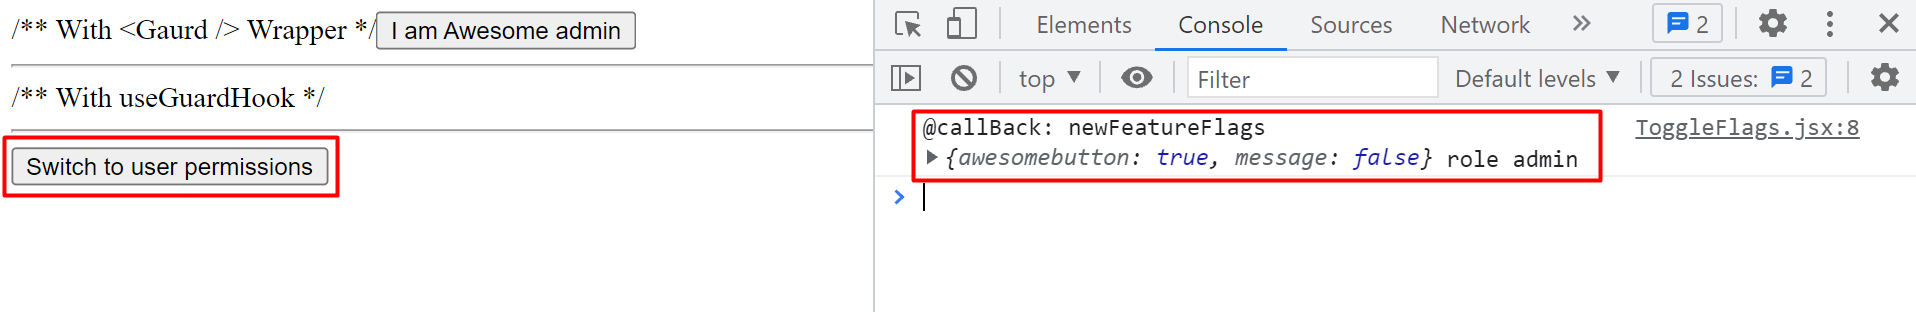 /** With <Gaurd /> Wrapper */ I am Awesome admin
/** With useGuardHook */
Switch to user permissions
Elements Console Sources Network » 2
top ▼ Filter Default levels ▼ 2 Issues: 2
@callBack: newFeatureFlags ToggleFlags.jsx:8
▶ {awesomebutton: true, message: false} role admin
>